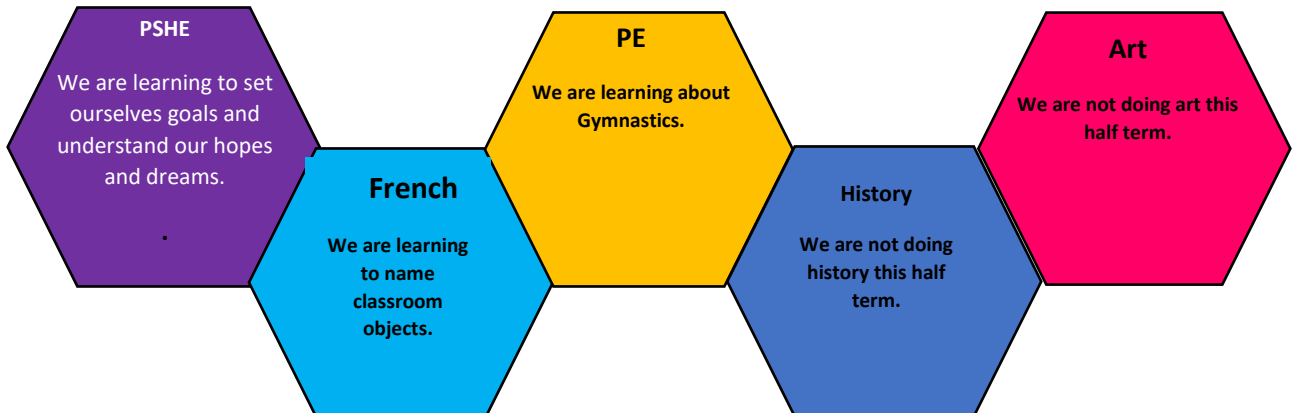 PSHE
We are learning to set
ourselves goals and
understand our hopes
and dreams.
.
French
We are learning
to name
classroom
objects.
PE
We are learning about
Gymnastics.
History
We are not doing
history this half
term.
Art
We are not doing art this
half term.